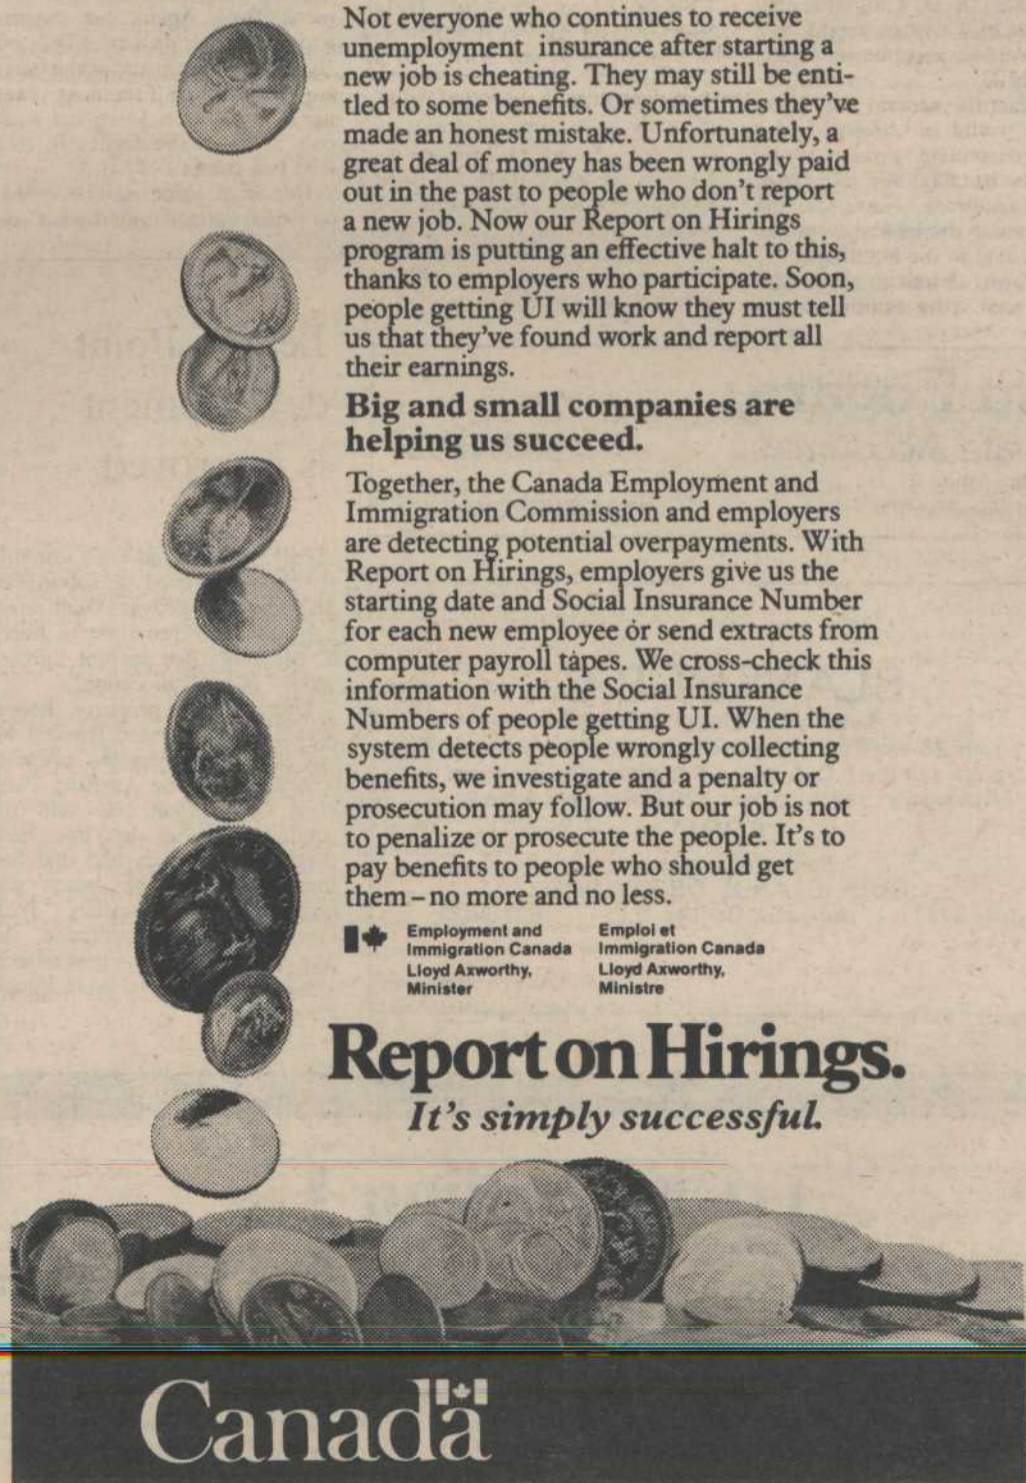 Not everyone who continues to receive
unemployment insurance after starting a
new job is cheating. They may still be enti-
tled to some benefits. Or sometimes they've
made an honest mistake. Unfortunately, a
great deal of money has been wrongly paid
out in the past to people who don't report
a new job. Now our Report on Hirings
program is putting an effective halt to this,
thanks to employers who participate. Soon,
people getting UI will know they must tell
us that they've found work and report all
their earnings.
Big and small companies are
helping us succeed.
Together, the Canada Employment and
Immigration Commission and employers
are detecting potential overpayments. With
Report on Hirings, employers give us the
starting date and Social Insurance Number
for each new employee or send extracts from
computer payroll tapes. We cross-check this
information with the Social Insurance
Numbers of people getting UI. When the
system detects people wrongly collecting
benefits, we investigate and a penalty or
prosecution may follow. But our job is not
to penalize or prosecute the people. It's to
pay benefits to people who should get
them – no more and no less.
Employment and
Immigration Canada
Lloyd Axworthy,
Minister
Emploi et
Immigration Canada
Lloyd Axworthy,
Ministre
Report on Hirings.
It's simply successful.
Canada